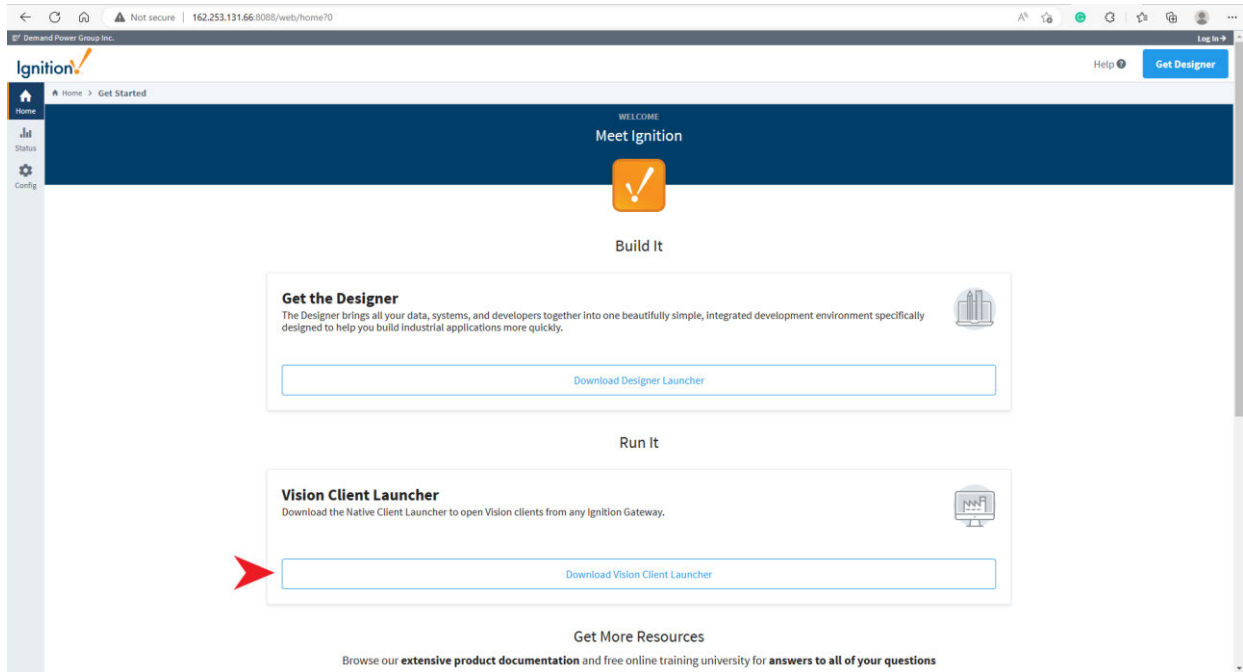 Not secure | 162.253.131.66:8088/web/home?0
Demand Power Group Inc.
Log In
Ignition!
Help
Get Designer
Home
Status
Config
Home > Get Started
WELCOME
Meet Ignition
Build It
Get the Designer
The Designer brings all your data, systems, and developers together into one beautifully simple, integrated development environment specifically
designed to help you build industrial applications more quickly.
Download Designer Launcher
Run It
Vision Client Launcher
Download the Native Client Launcher to open Vision clients from any Ignition Gateway.
Download Vision Client Launcher
Get More Resources
Browse our extensive product documentation and free online training university for answers to all of your questions